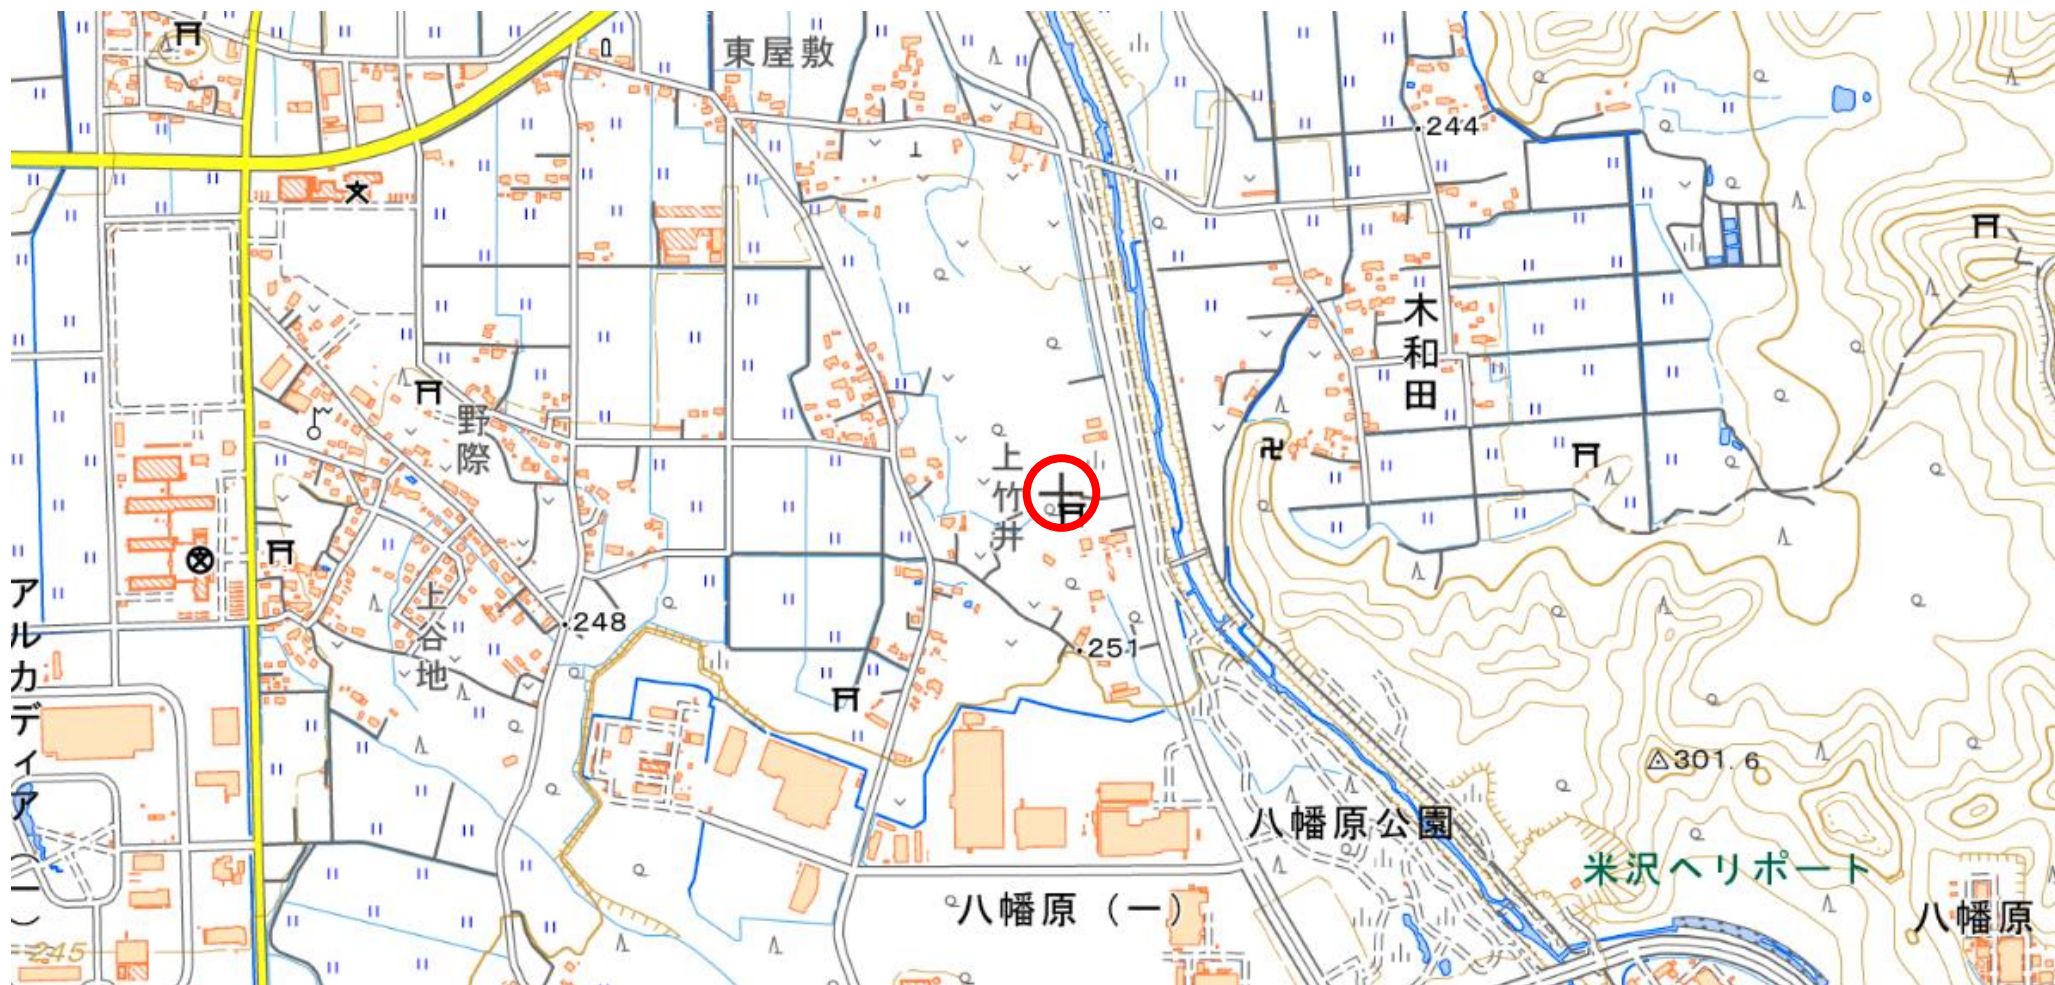 東屋敷
244
木和田
野際
上竹井
アルカディア(一)
上谷地
248
251
301.6
八幡原公園
米沢ヘリポート
八幡原(一)
八幡原
245